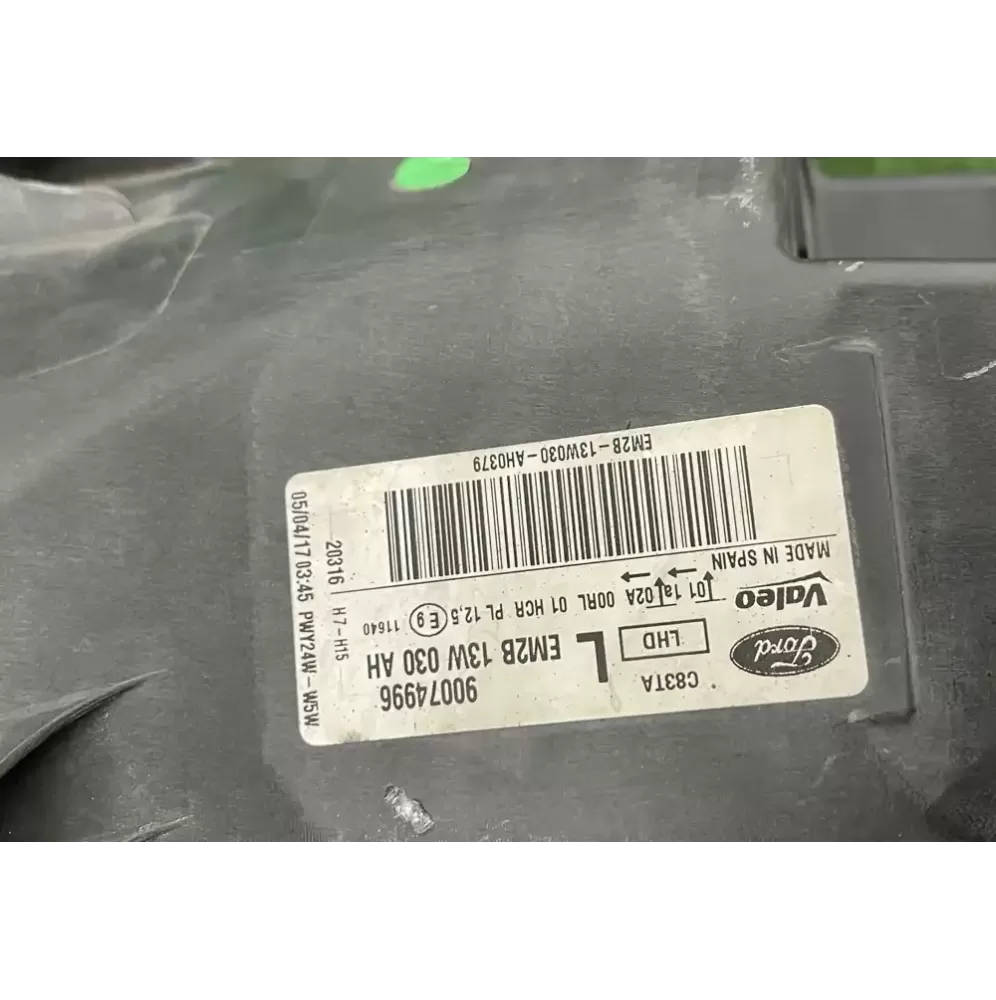 Ford
C83TA
90074996
LHD
L
EM2B 13W 030 AH
Valeo
01 1a 02A 00RL 01 HCR PL 12,5 E9 11640
H7-H15
MADE IN SPAIN
20316
EM2B-13W030-AH0379
05/04/17 03:45 PWY24W-W5W